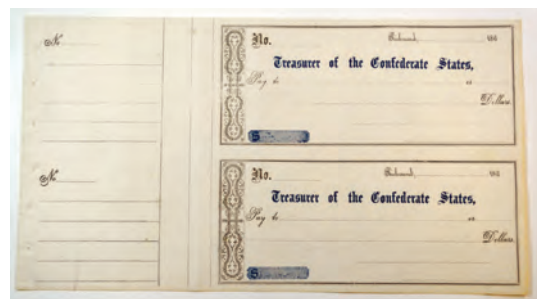 No.
No. Richmond, 186
Treasurer of the Confederate States,
Pay to or
Dollars
$
No.
No. Richmond, 186
Treasurer of the Confederate States,
Pay to or
Dollars
$